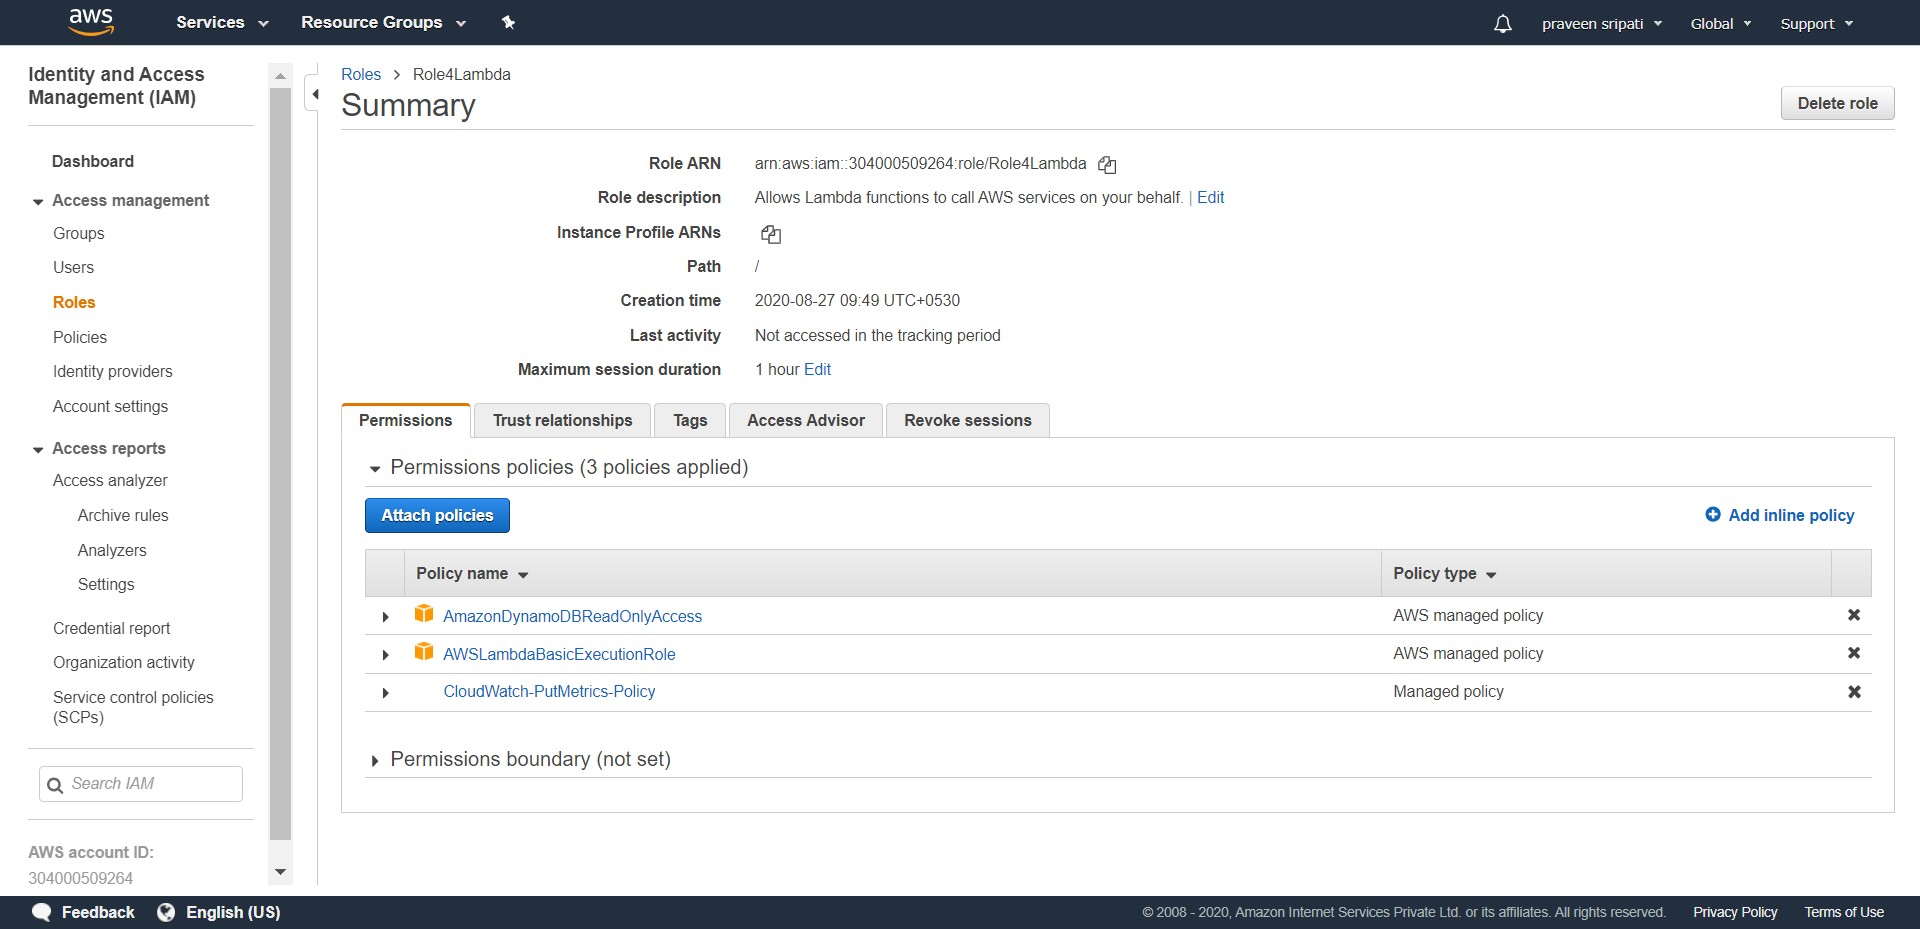 aws Services Resource Groups praveen sripati Global Support
Identity and Access
Management (IAM)
Dashboard
Access management
Groups
Users
Roles
Policies
Identity providers
Account settings
Access reports
Access analyzer
Archive rules
Analyzers
Settings
Credential report
Organization activity
Service control policies
(SCPs)
Search IAM
AWS account ID:
304000509264
Roles > Role4Lambda
Summary
Delete role
Role ARN arn:aws:iam::304000509264:role/Role4Lambda
Role description Allows Lambda functions to call AWS services on your behalf. | Edit
Instance Profile ARNs
Path /
Creation time 2020-08-27 09:49 UTC+0530
Last activity Not accessed in the tracking period
Maximum session duration 1 hour Edit
Permissions Trust relationships Tags Access Advisor Revoke sessions
Permissions policies (3 policies applied)
Attach policies Add inline policy
Policy name Policy type
AmazonDynamoDBReadOnlyAccess AWS managed policy
AWSLambdaBasicExecutionRole AWS managed policy
CloudWatch-PutMetrics-Policy Managed policy
Permissions boundary (not set)
Feedback English (US) © 2008 - 2020, Amazon Internet Services Private Ltd. or its affiliates. All rights reserved. Privacy Policy Terms of Use